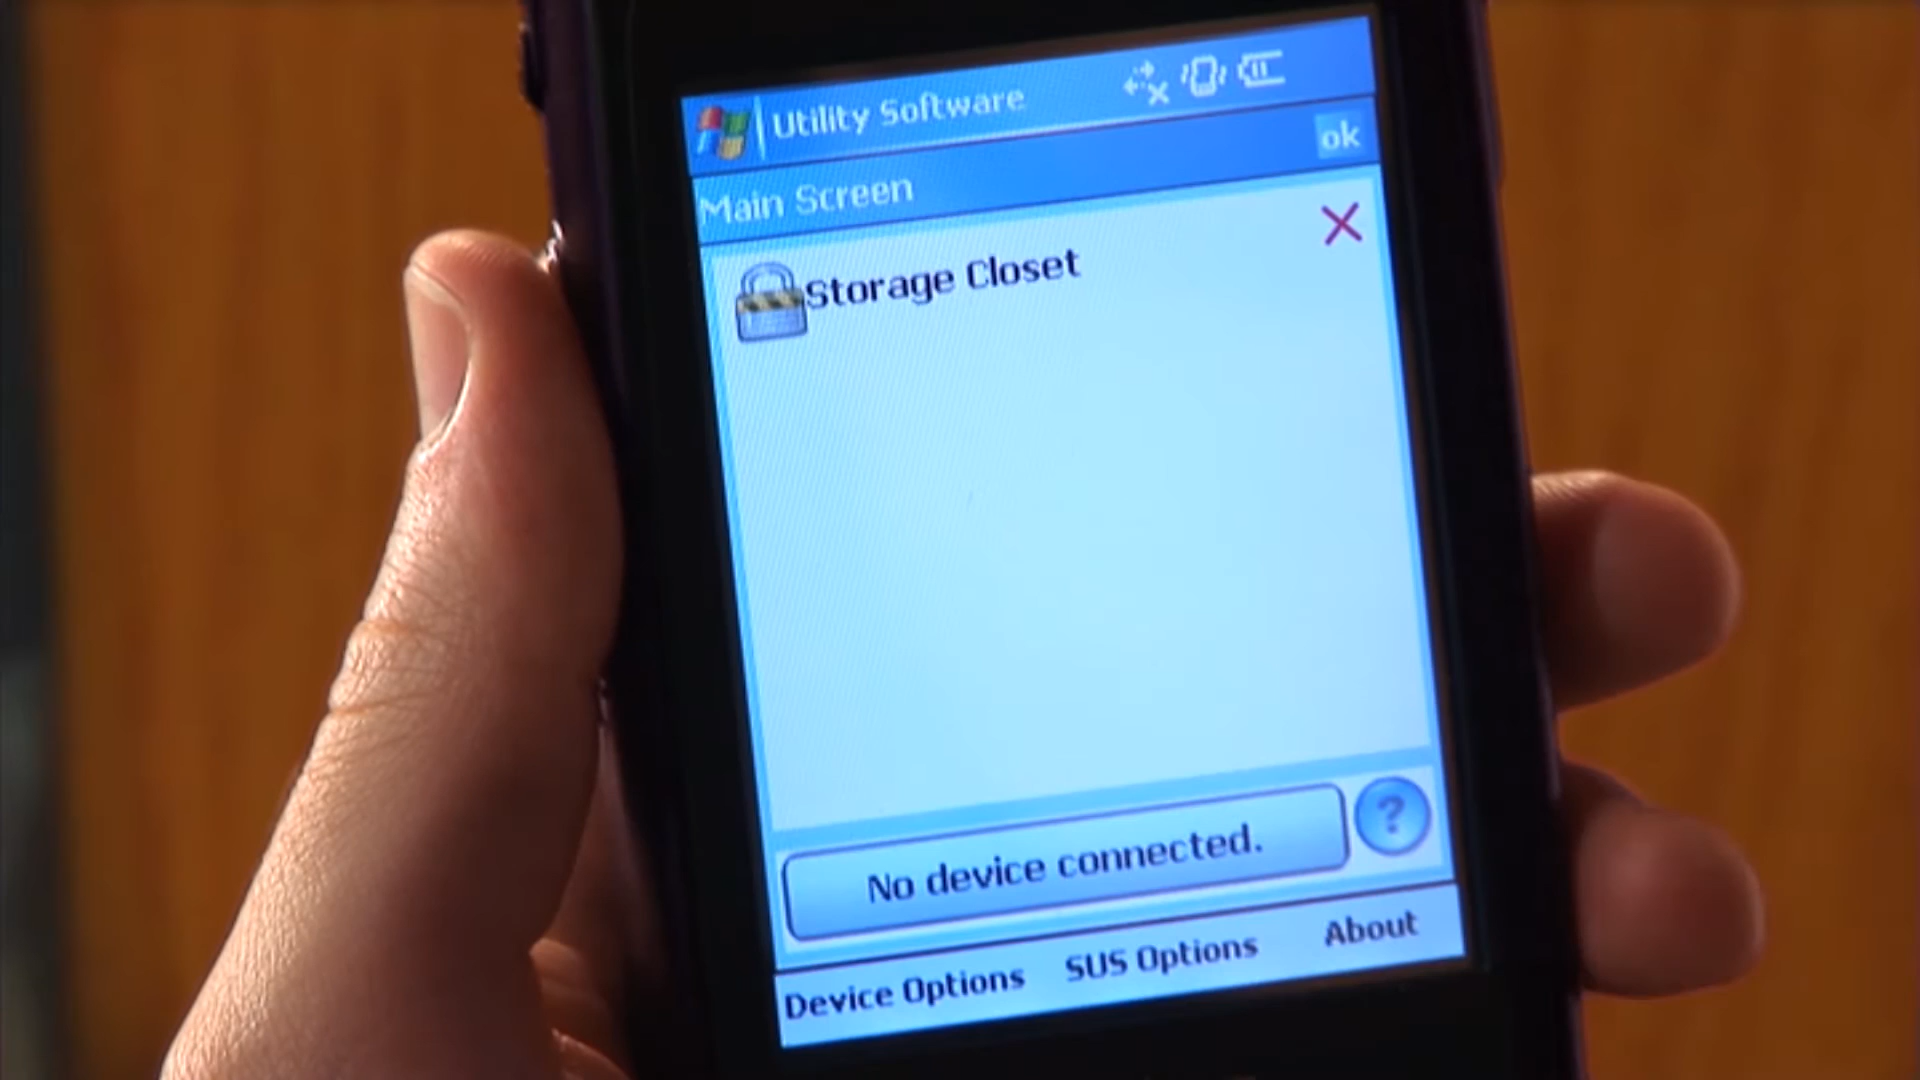 Utility Software
ok
Main Screen
Storage Closet
No device connected.
?
Device Options
SUS Options
About